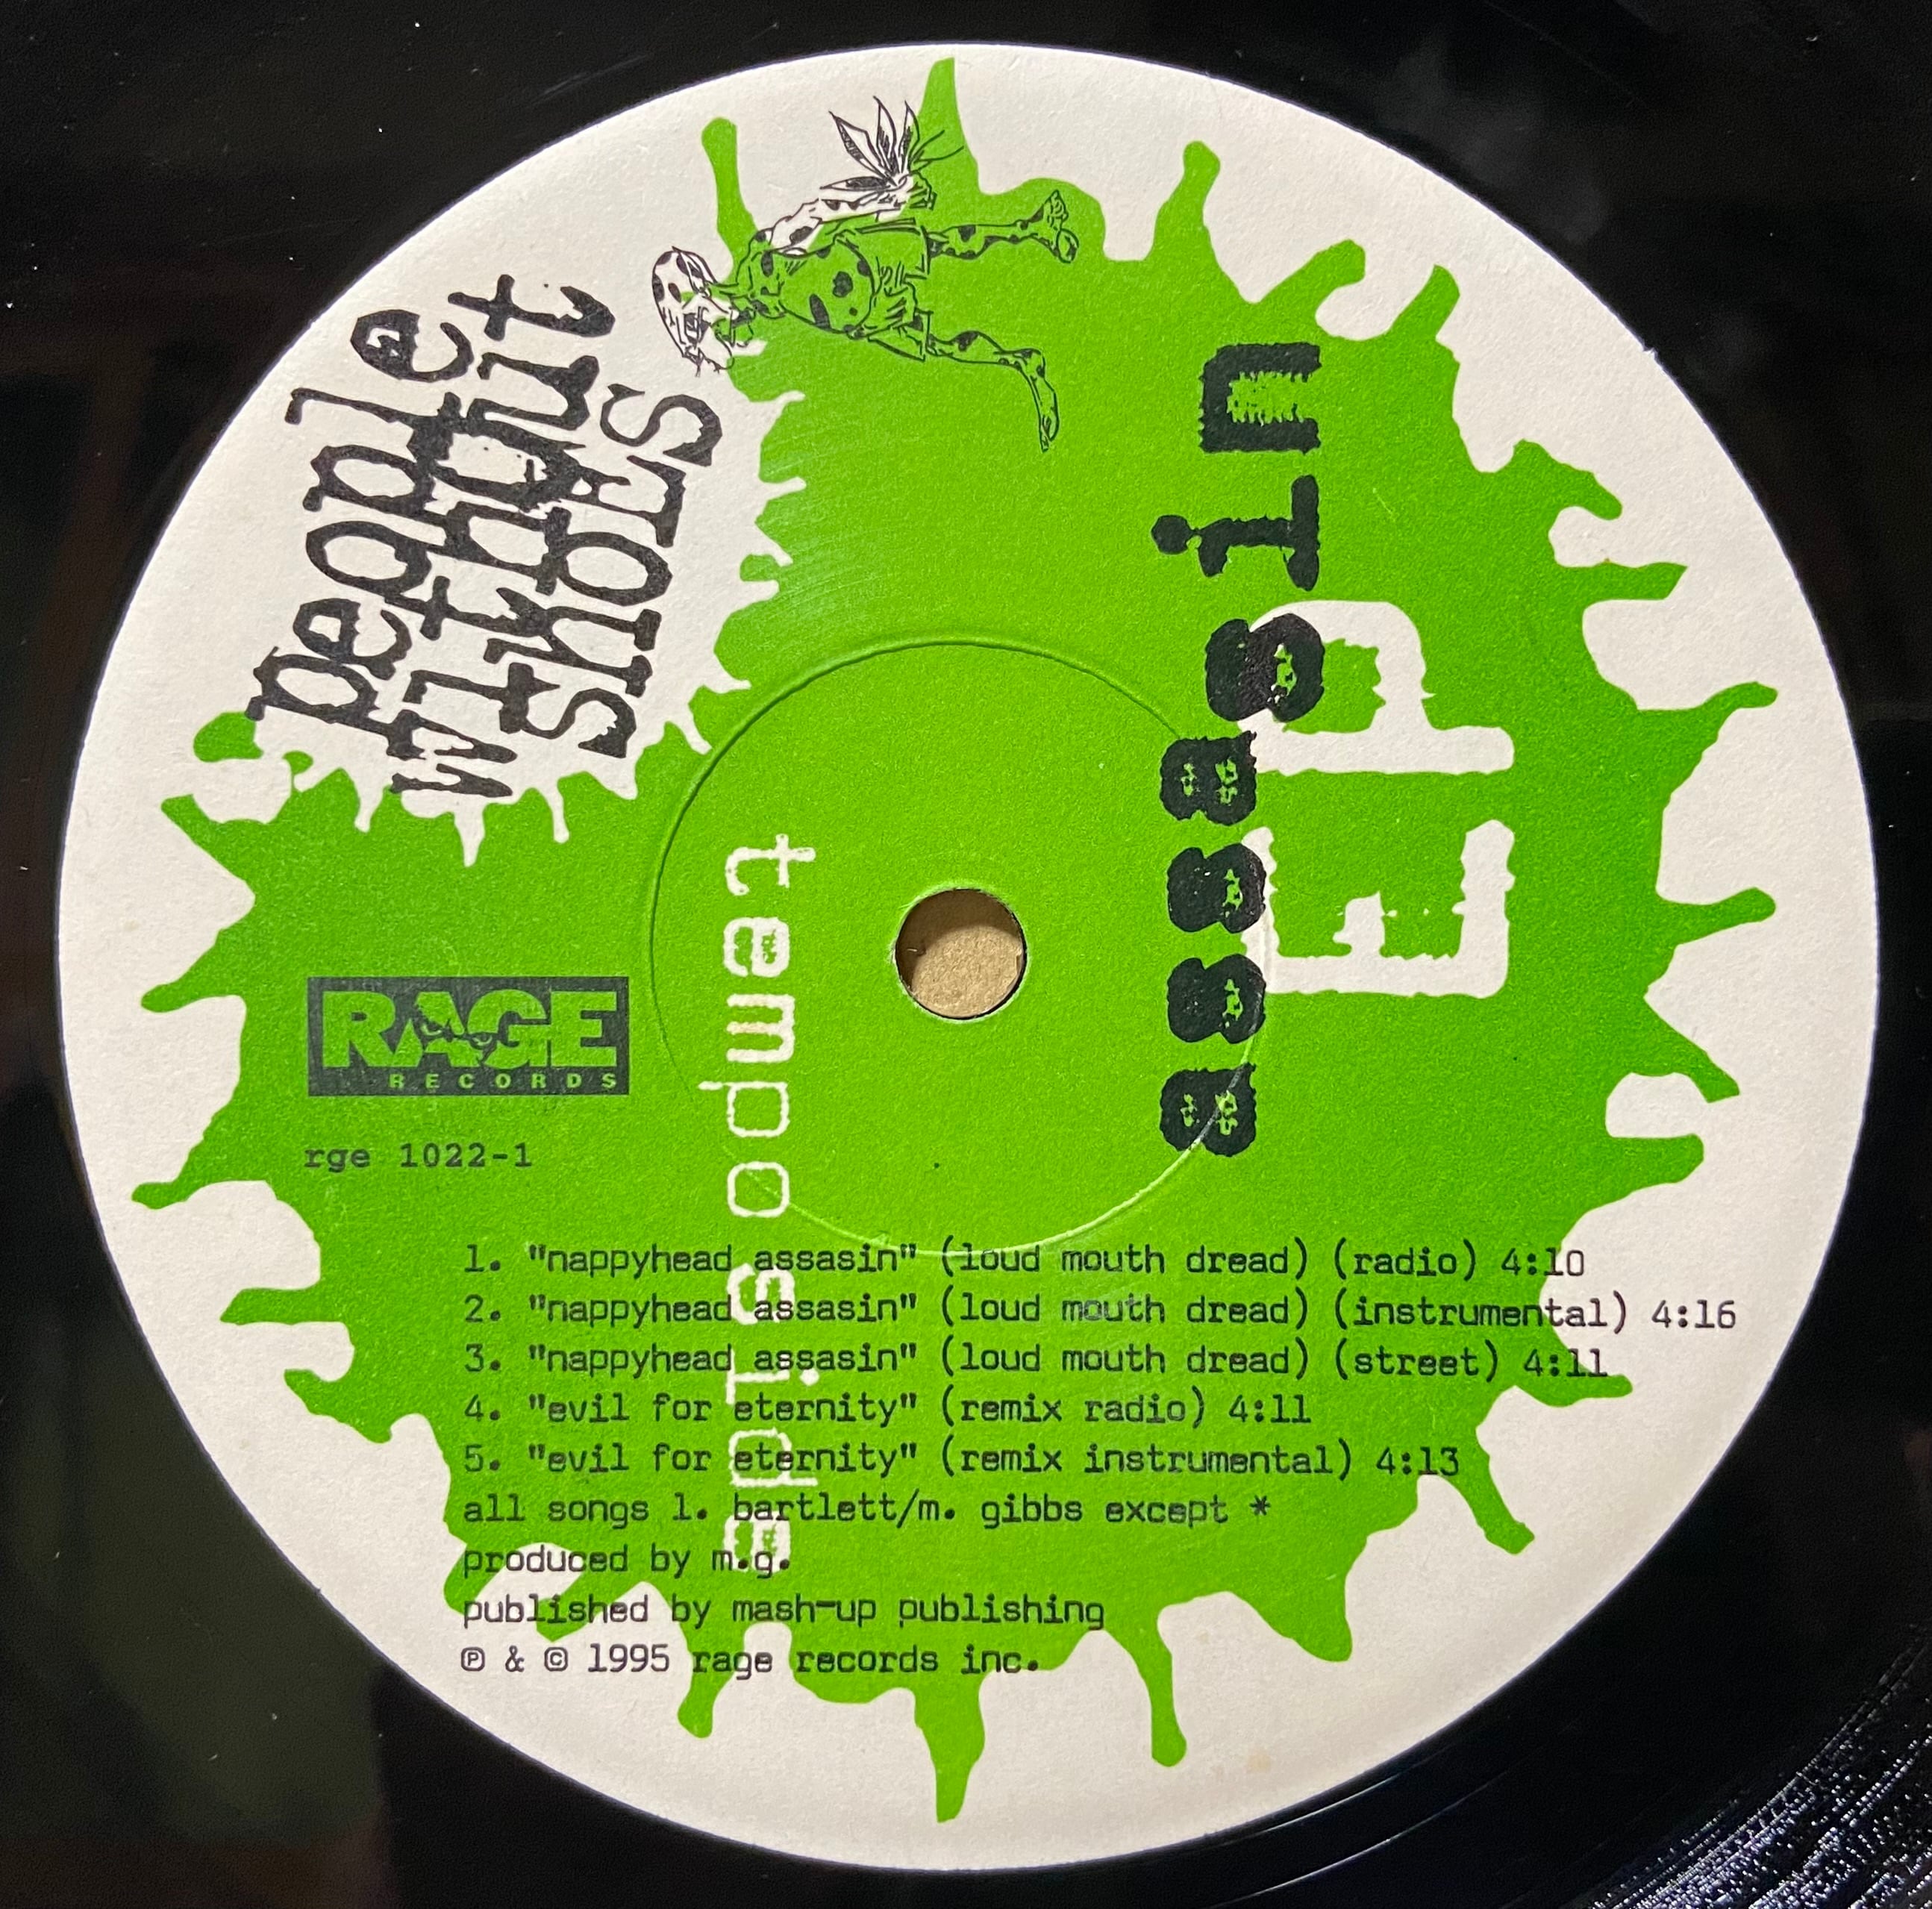 people
without
shoes
assasin
EP
tempo side
RAGE
RECORDS
rge 1022-1
1. "nappyhead assasin" (loud mouth dread) (radio) 4:10
2. "nappyhead assasin" (loud mouth dread) (instrumental) 4:16
3. "nappyhead assasin" (loud mouth dread) (street) 4:11
4. "evil for eternity" (remix radio) 4:11
5. "evil for eternity" (remix instrumental) 4:13
all songs l. bartlett/m. gibbs except *
produced by m.g.
published by mash-up publishing
℗ & © 1995 rage records inc.